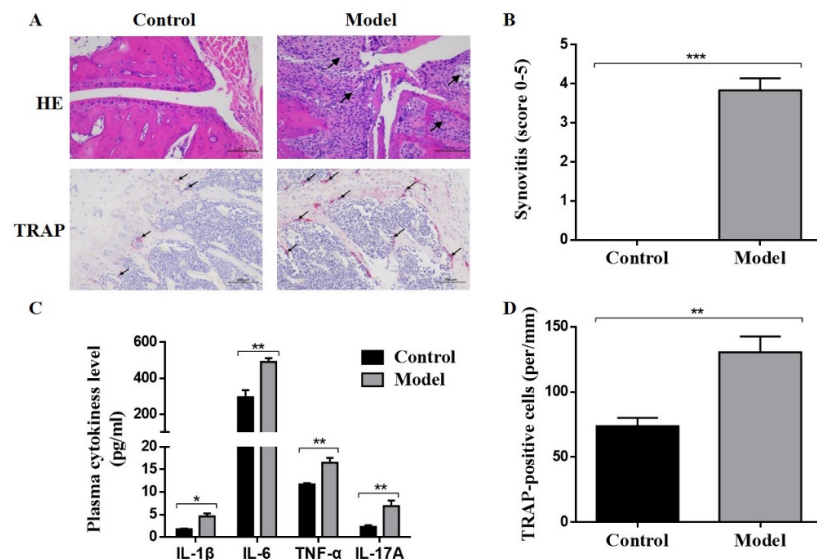 A
Control
Model
HE
TRAP
B
Synovitis (score 0-5)
5
4
3
2
1
0
***
Control
Model
C
Plasma cytokiness level
(pg/ml)
600
400
200
20
15
10
5
0
*
**
**
**
Control
Model
IL-1β
IL-6
TNF-α
IL-17A
D
TRAP-positive cells (per/mm)
150
100
50
0
**
Control
Model